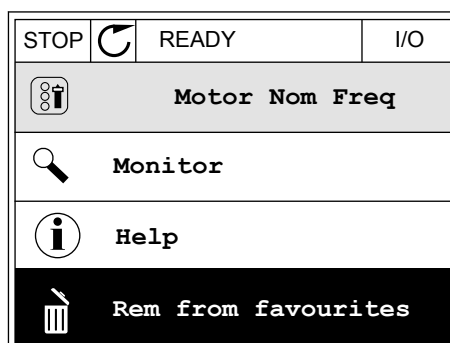 STOP READY I/O
Motor Nom Freq
Monitor
Help
Rem from favourites